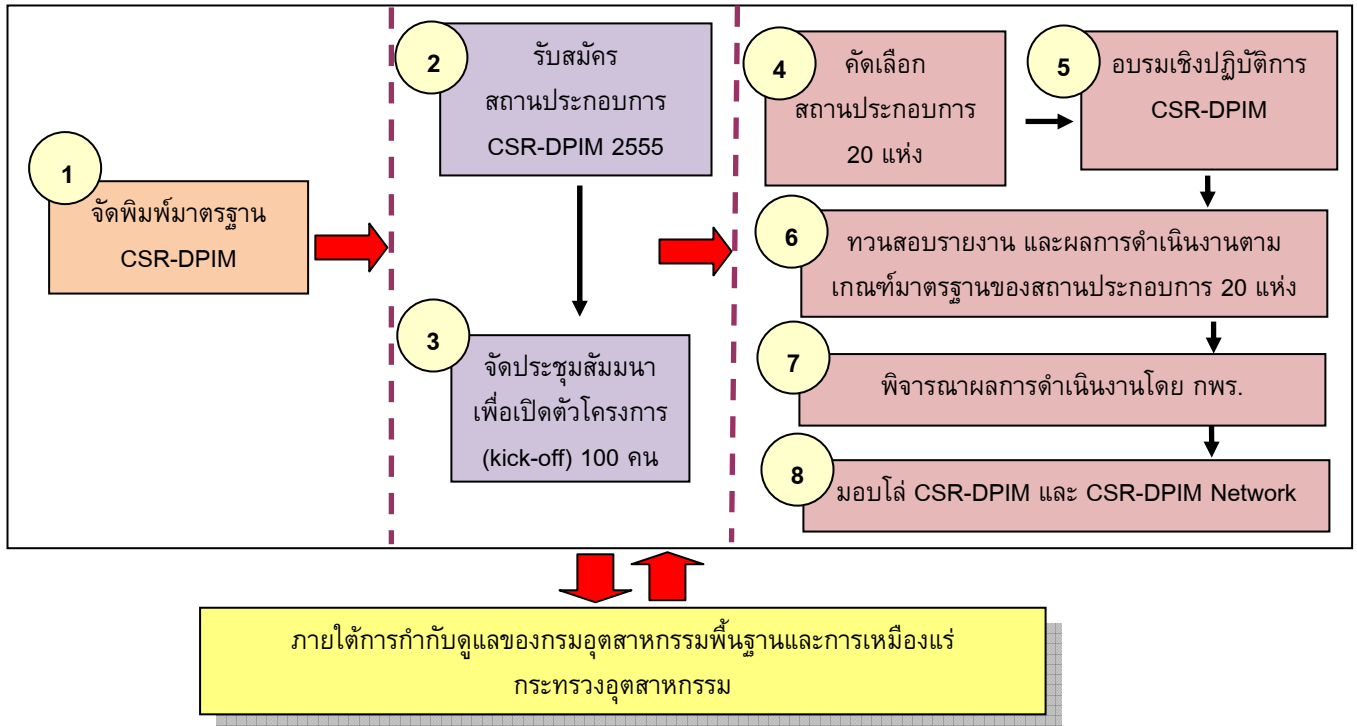 1
จัดพิมพ์มาตรฐาน
CSR-DPIM
2
รับสมัคร
สถานประกอบการ
CSR-DPIM 2555
3
จัดประชุมสัมมนา
เพื่อเปิดตัวโครงการ
(kick-off) 100 คน
4
คัดเลือก
สถานประกอบการ
20 แห่ง
5
อบรมเชิงปฏิบัติการ
CSR-DPIM
6
ทวนสอบรายงาน และผลการดำเนินงานตาม
เกณฑ์มาตรฐานของสถานประกอบการ 20 แห่ง
7
พิจารณาผลการดำเนินงานโดย กพร.
8
มอบโล่ CSR-DPIM และ CSR-DPIM Network
ภายใต้การกำกับดูแลของกรมอุตสาหกรรมพื้นฐานและการเหมืองแร่
กระทรวงอุตสาหกรรม